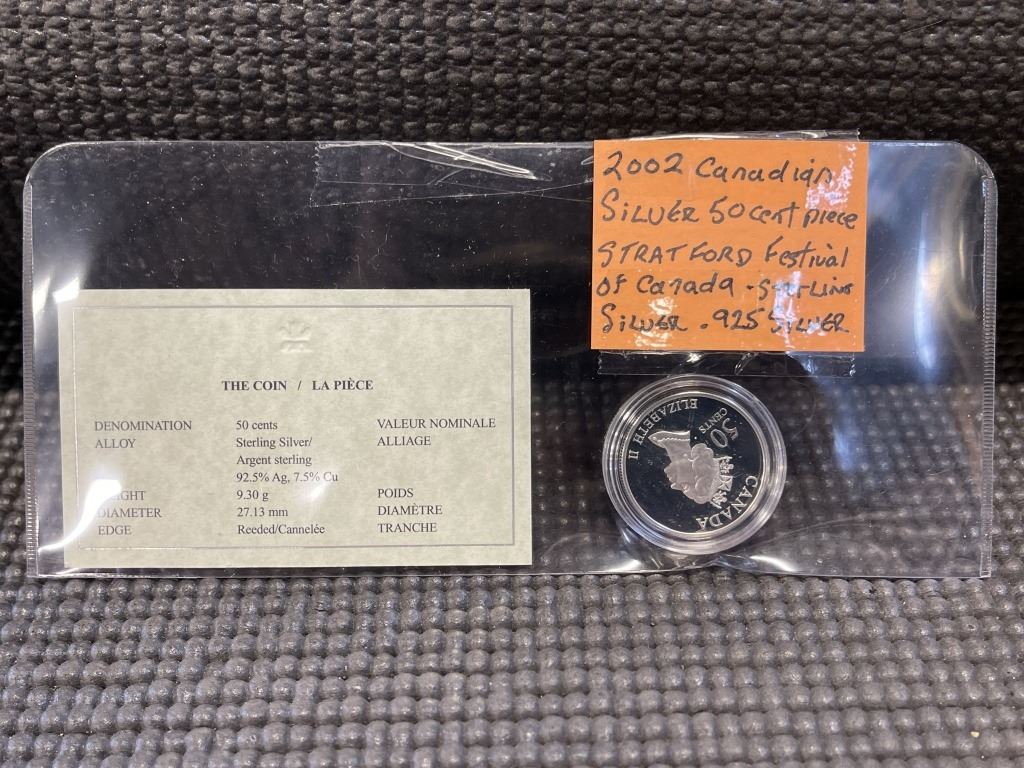 2002 Canadian
SILVER 50 cent piece
STRATFORD Festival
of Canada - STERLING
SILVER .925 SILVER
THE COIN / LA PIÈCE
DENOMINATION 50 cents VALEUR NOMINALE
ALLOY Sterling Silver/ ALLIAGE
Argent sterling
92.5% Ag, 7.5% Cu
WEIGHT 9.30 g POIDS
DIAMETER 27.13 mm DIAMÈTRE
EDGE Reeded/Cannelée TRANCHE
ELIZABETH II
50
CENTS
CANADA